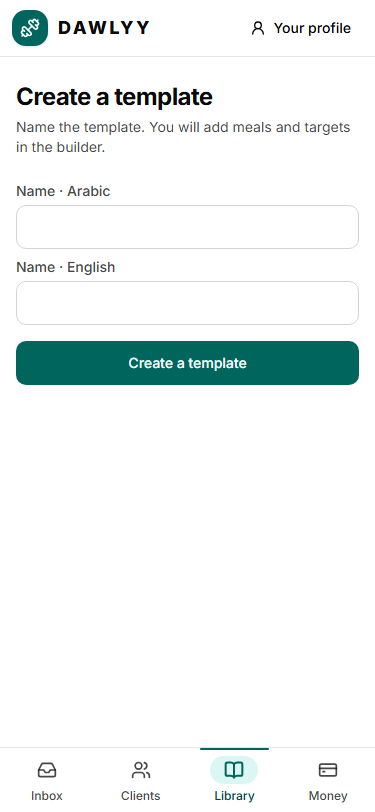 DAWLYY
Your profile
Create a template
Name the template. You will add meals and targets
in the builder.
Name · Arabic
Name · English
Create a template
Inbox
Clients
Library
Money